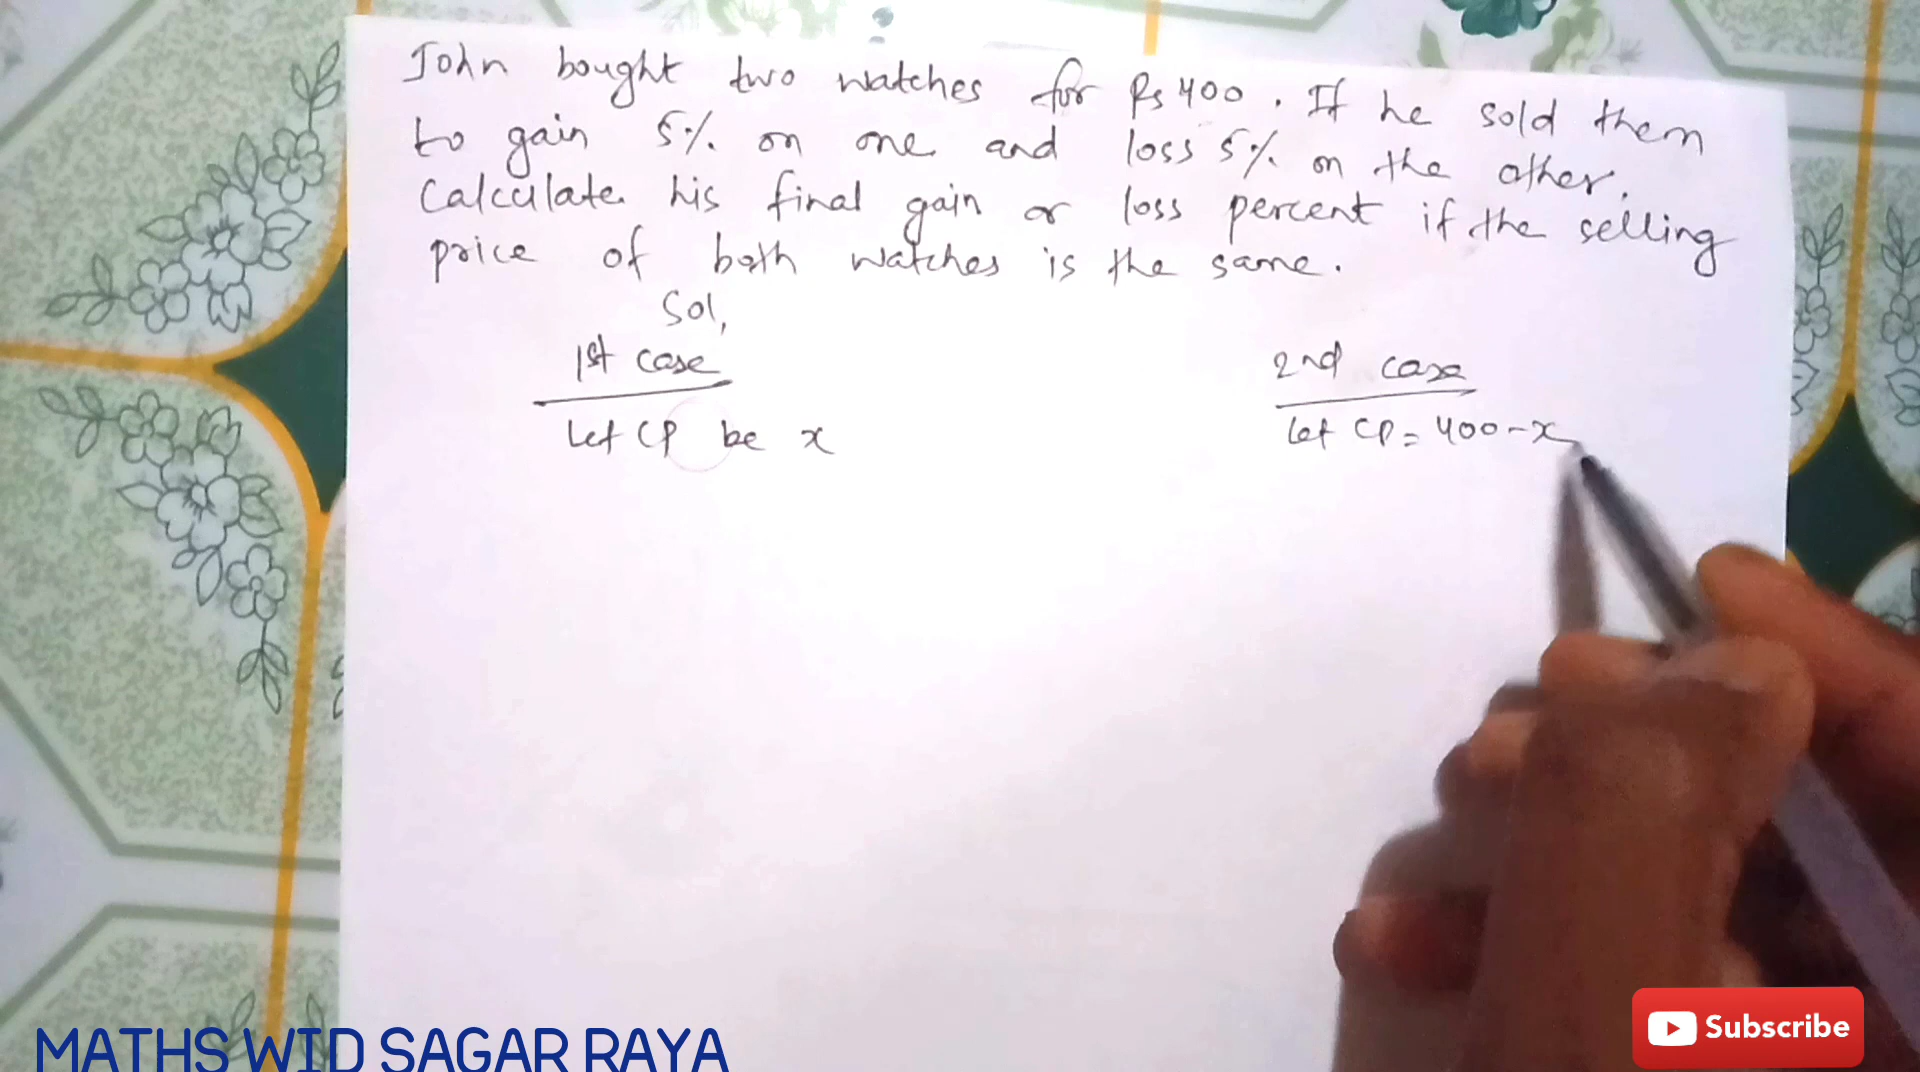 John bought two watches for Rs 400. If he sold them
to gain 5% on one and loss 5% on the other.
Calculate his final gain or loss percent if the selling
price of both watches is the same.
Sol,
1st case
Let CP be x
2nd case
Let CP = 400-x
MATHS WID SAGAR RAYA
Subscribe